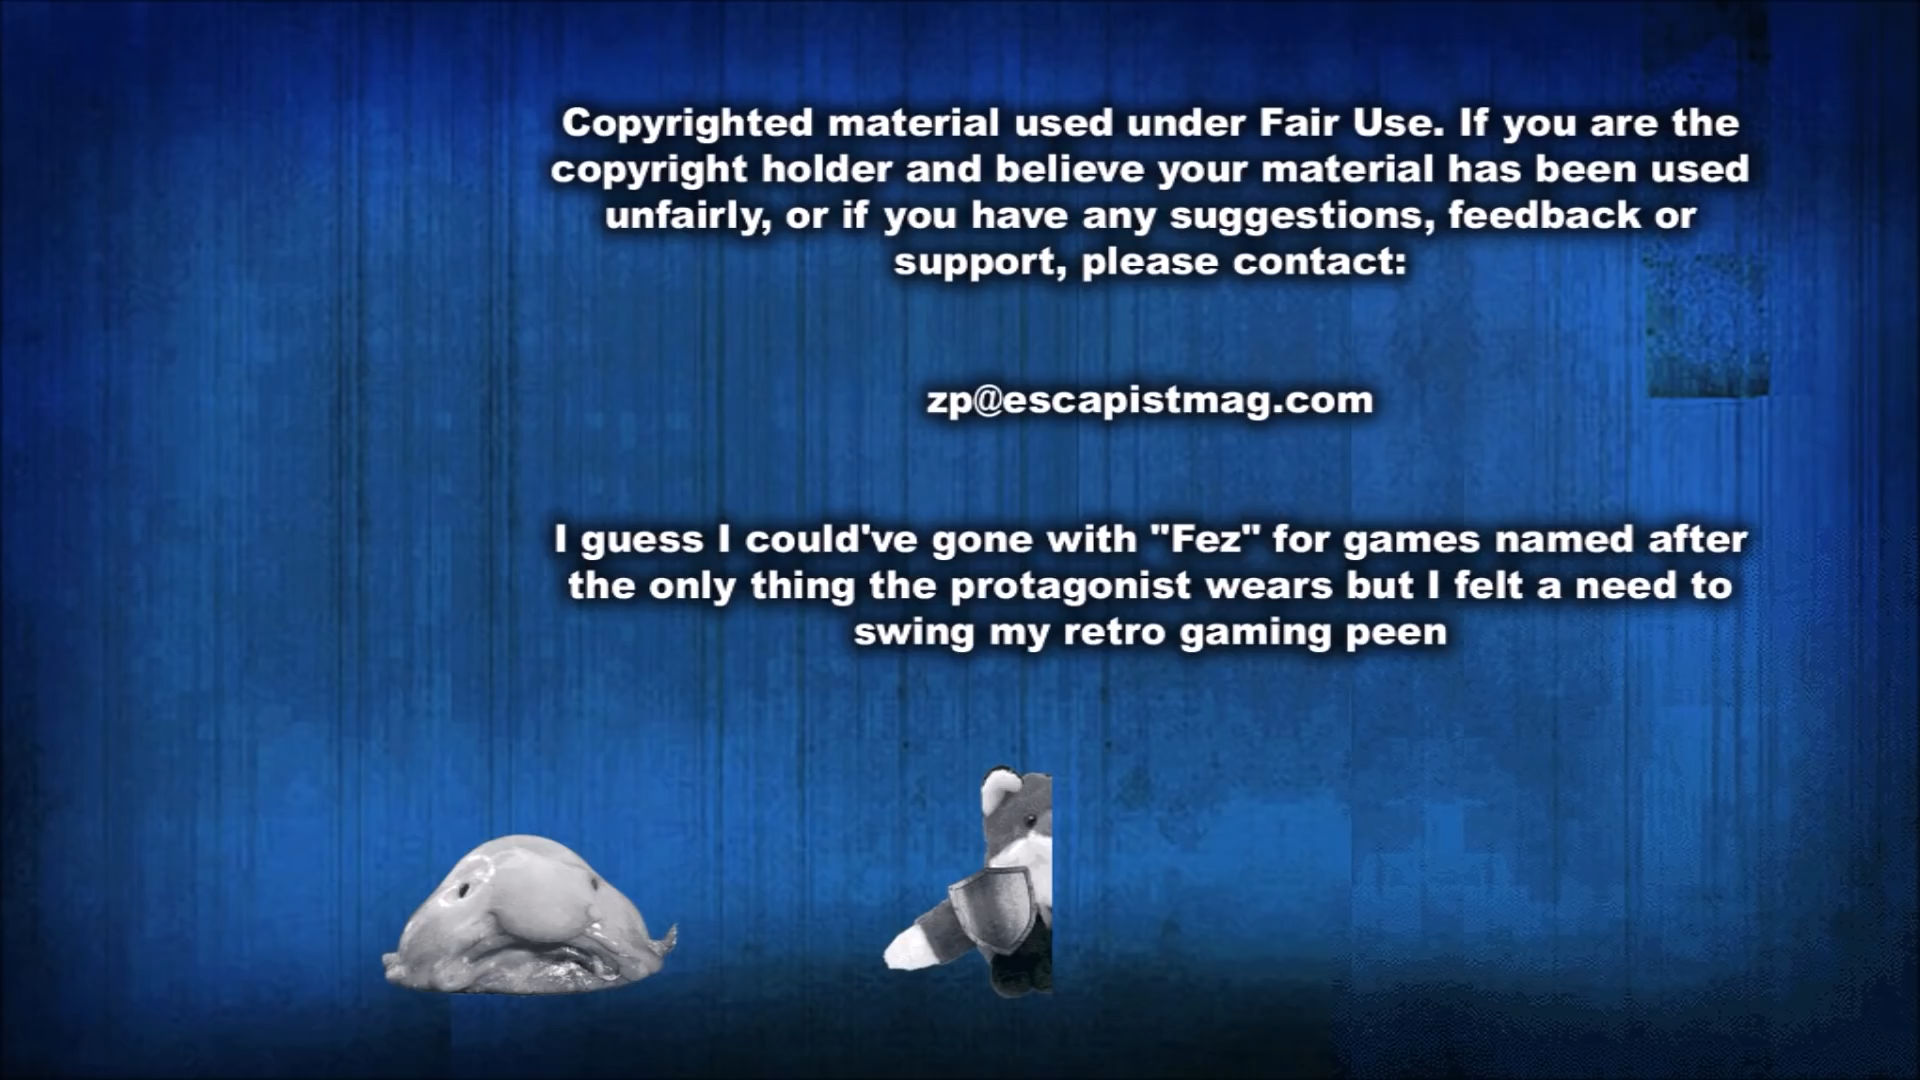 Copyrighted material used under Fair Use. If you are the
copyright holder and believe your material has been used
unfairly, or if you have any suggestions, feedback or
support, please contact:
zp@escapistmag.com
I guess I could've gone with "Fez" for games named after
the only thing the protagonist wears but I felt a need to
swing my retro gaming peen